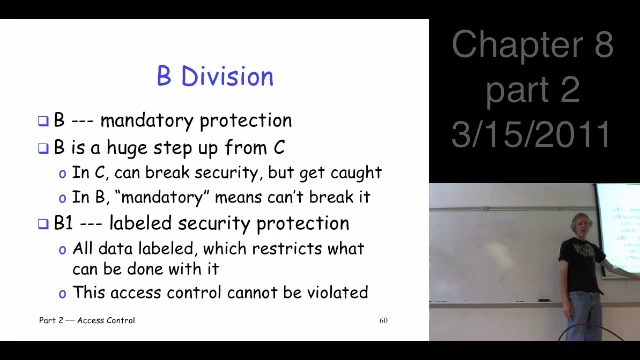 B Division
B --- mandatory protection
B is a huge step up from C
In C, can break security, but get caught
In B, “mandatory” means can’t break it
B1 --- labeled security protection
All data labeled, which restricts what
can be done with it
This access control cannot be violated
Part 2 — Access Control
60
Chapter 8
part 2
3/15/2011